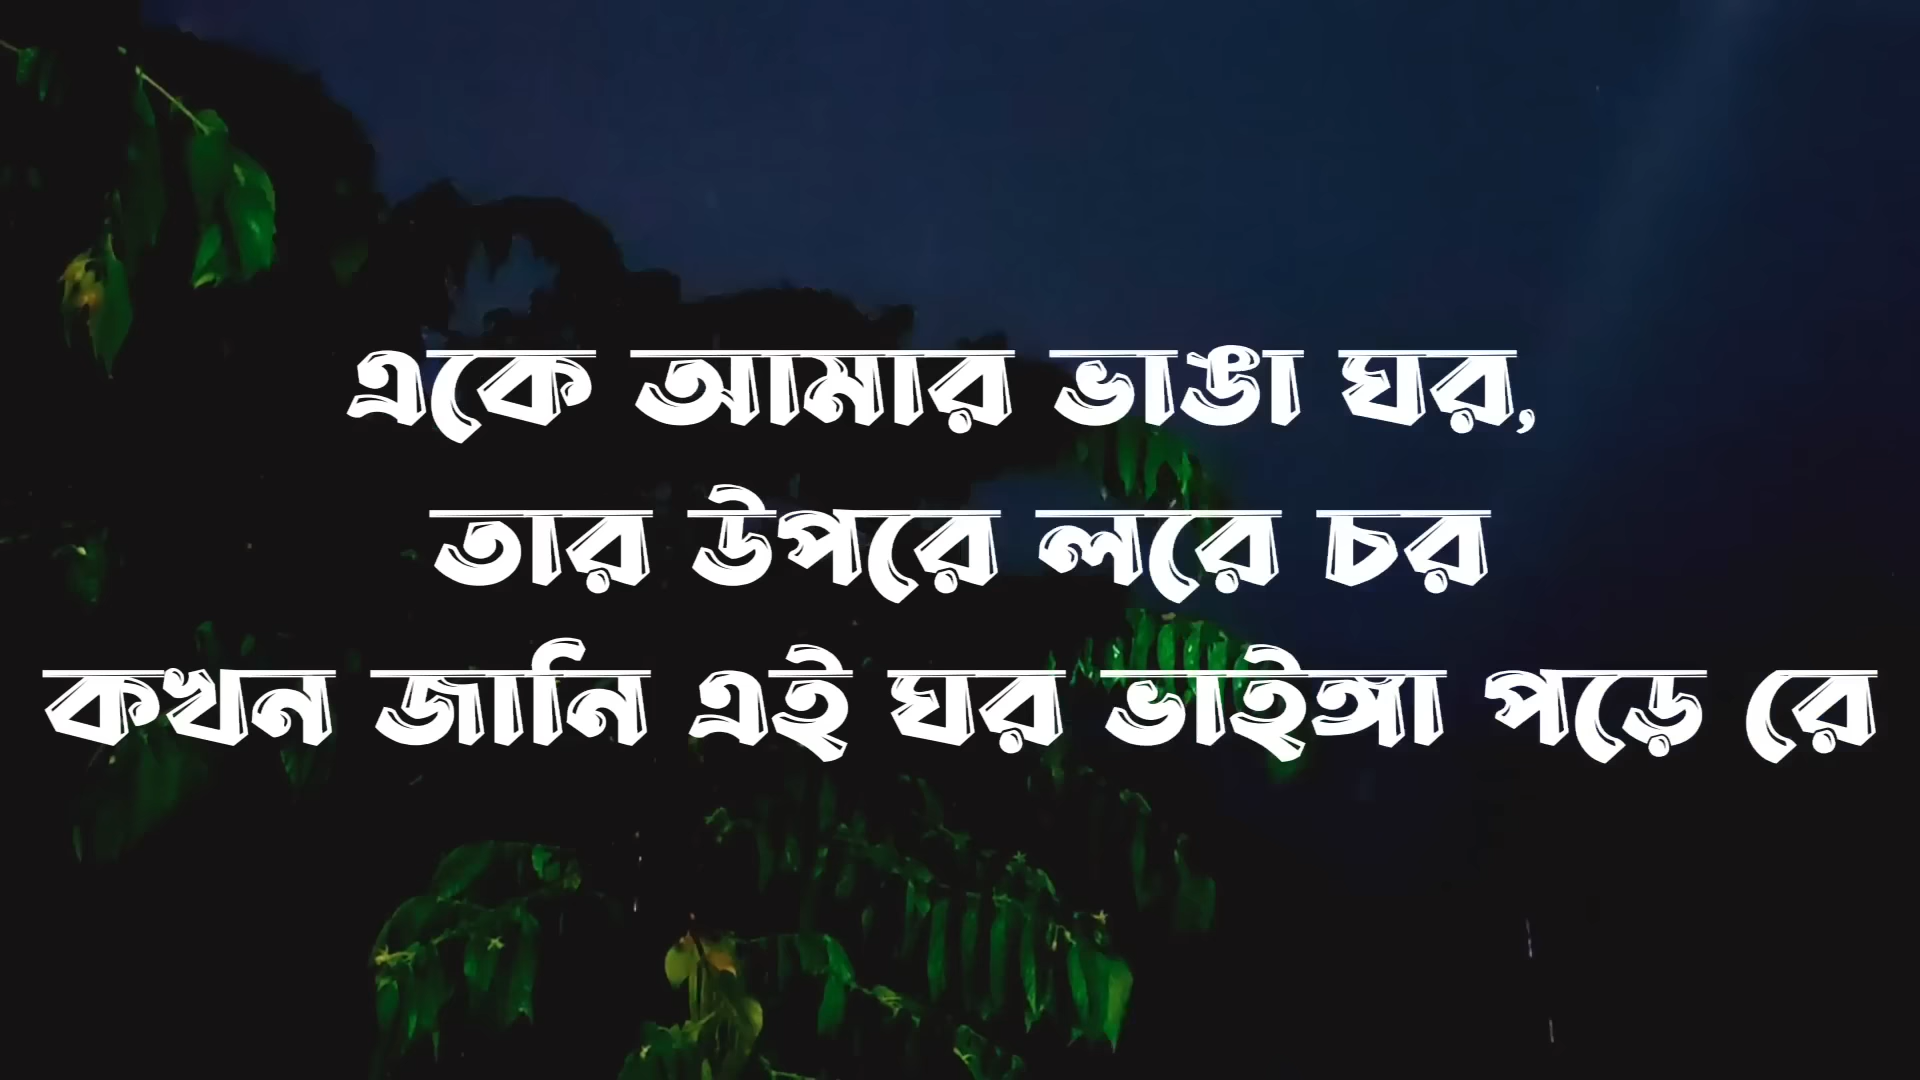 একে আমার ভাঙা ঘর,
তার উপরে লরে চর
কখন জানি এই ঘর ভাইঙ্গা পড়ে রে